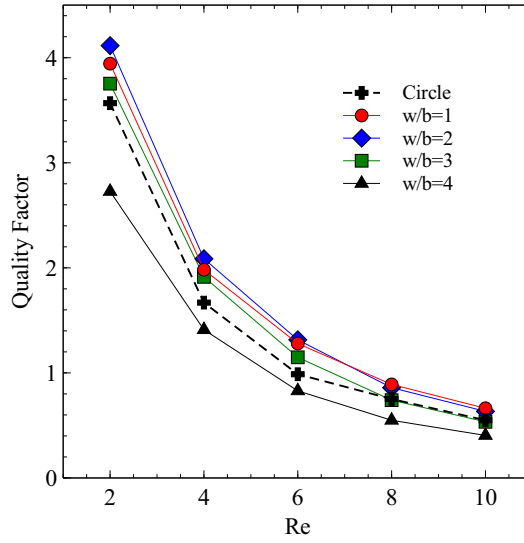 4
3
2
1
0
Quality Factor
Circle
w/b=1
w/b=2
w/b=3
w/b=4
2 4 6 8 10
Re